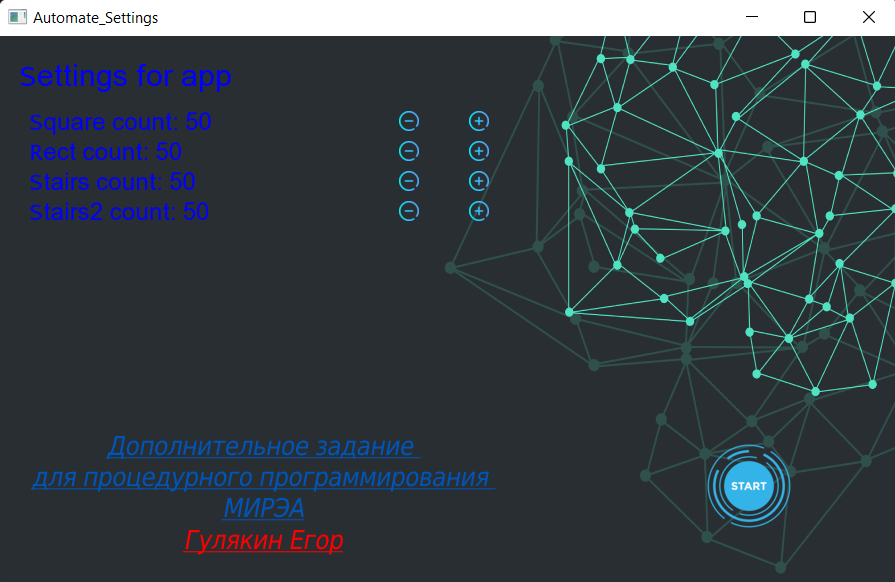 Automate_Settings
Settings for app
Square count: 50
Rect count: 50
Stairs count: 50
Stairs2 count: 50
Дополнительное задание
для процедурного программирования
МИРЭА
Гулякин Егор
START